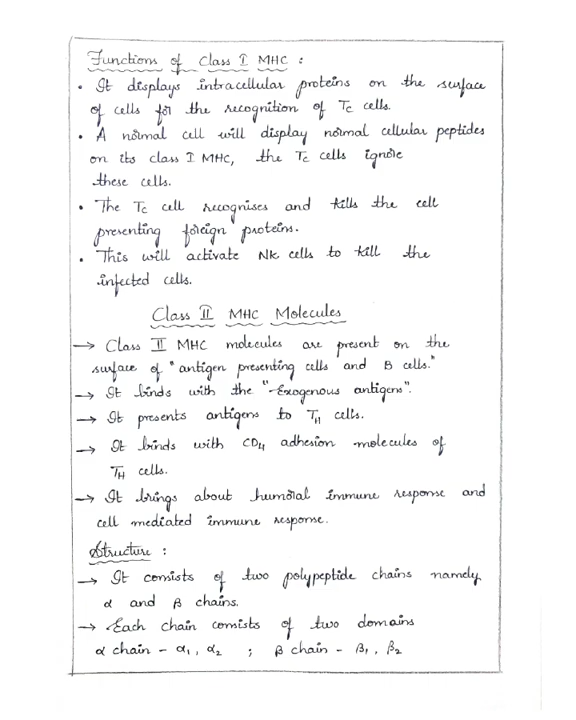 Functions of Class I MHC :
• It displays intracellular proteins on the surface
of cells for the recognition of Tc cells.
• A normal cell will display normal cellular peptides
on its class I MHC, the Tc cells ignore
these cells.
• The Tc cell recognises and kills the cell
presenting foreign proteins.
• This will activate NK cells to kill the
infected cells.
Class II MHC Molecules
→ Class II MHC molecules are present on the
surface of "antigen presenting cells and B cells."
→ It binds with the "Exogenous antigens".
→ It presents antigens to TH cells.
→ It binds with CD4 adhesion molecules of
TH cells.
→ It brings about humoral immune response and
cell mediated immune response.
Structure :
→ It consists of two polypeptide chains namely
α and β chains.
→ Each chain consists of two domains
α chain - α1, α2 ; β chain - β1, β2